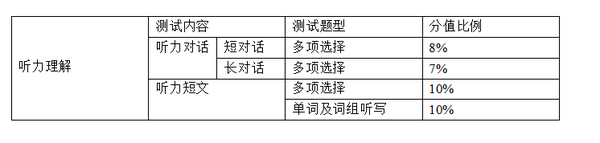 测试内容 测试题型 分值比例
听力理解
听力对话 短对话 多项选择 8%
长对话 多项选择 7%
听力短文 多项选择 10%
单词及词组听写 10%